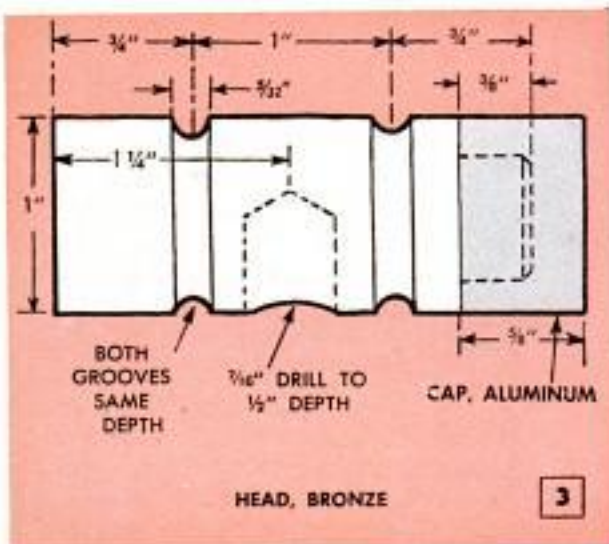 ¾" 1" ¾"
5/32" 3/8"
1 ¼"
1"
5/8"
BOTH
GROOVES
SAME
DEPTH
7/16" DRILL TO
½" DEPTH
CAP, ALUMINUM
HEAD, BRONZE
3